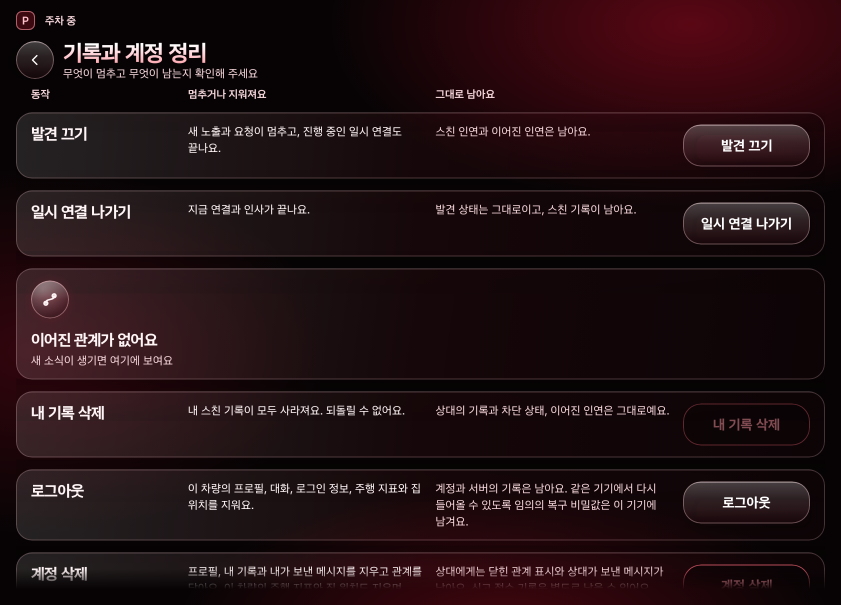 P 주차 중
기록과 계정 정리
무엇이 멈추고 무엇이 남는지 확인해 주세요
동작 멈추거나 지워져요 그대로 남아요
발견 끄기
새 노출과 요청이 멈추고, 진행 중인 일시 연결도
끝나요.
스친 인연과 이어진 인연은 남아요.
발견 끄기
일시 연결 나가기
지금 연결과 인사가 끝나요.
발견 상태는 그대로이고, 스친 기록이 남아요.
일시 연결 나가기
이어진 관계가 없어요
새 소식이 생기면 여기에 보여요
내 기록 삭제
내 스친 기록이 모두 사라져요. 되돌릴 수 없어요.
상대의 기록과 차단 상태, 이어진 인연은 그대로예요.
내 기록 삭제
로그아웃
이 차량의 프로필, 대화, 로그인 정보, 주행 지표와 집
위치를 지워요.
계정과 서버의 기록은 남아요. 같은 기기에서 다시
들어올 수 있도록 임의의 복구 비밀값은 이 기기에
남겨요.
로그아웃
계정 삭제
프로필, 내 기록과 내가 보낸 메시지를 지우고 관계를
상대에게는 닫힌 관계 표시와 상대가 보낸 메시지가
계정 삭제